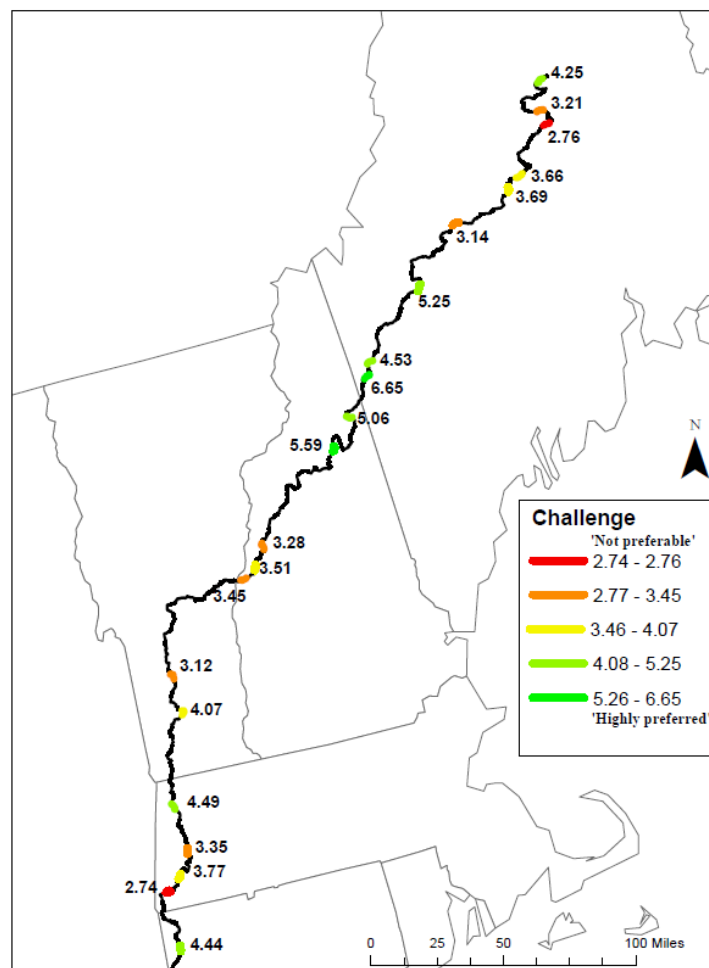 4.25
3.21
2.76
3.66
3.69
3.14
5.25
4.53
6.65
5.06
5.59
N
Challenge
'Not preferable'
2.74 - 2.76
2.77 - 3.45
3.46 - 4.07
4.08 - 5.25
5.26 - 6.65
'Highly preferred'
3.28
3.51
3.45
3.12
4.07
4.49
3.35
3.77
2.74
4.44
0 25 50 100 Miles